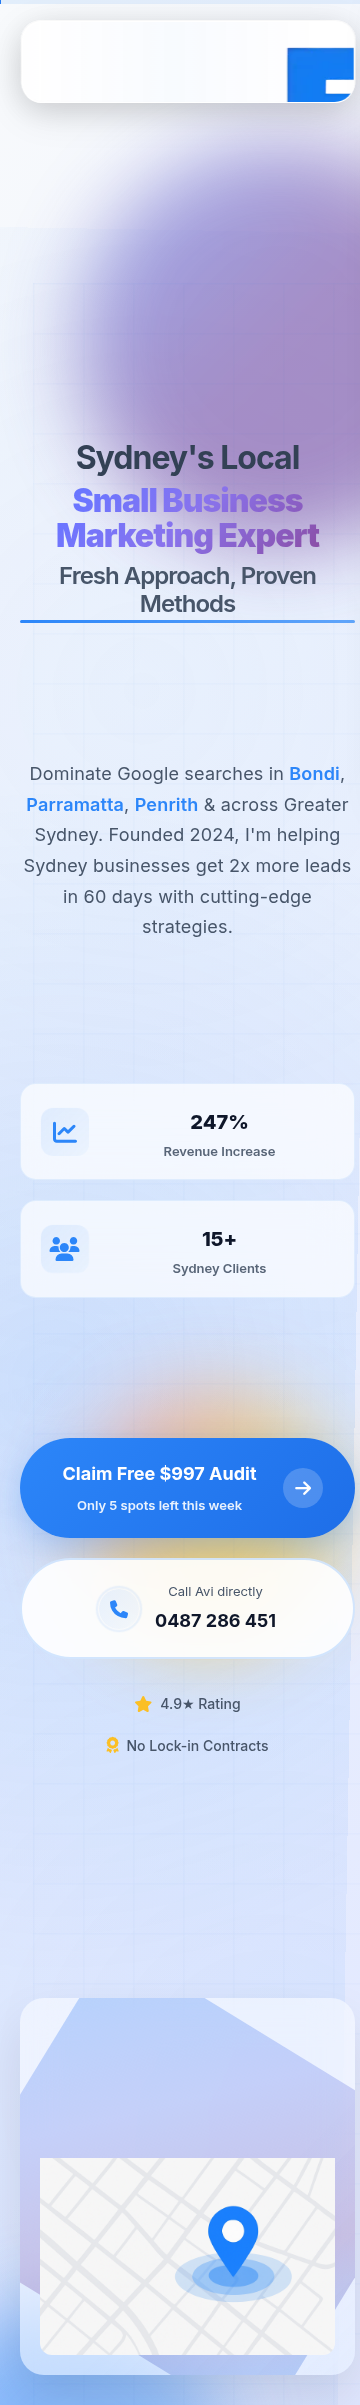 Sydney's Local
Small Business
Marketing Expert
Fresh Approach, Proven
Methods
Dominate Google searches in Bondi,
Parramatta, Penrith & across Greater
Sydney. Founded 2024, I'm helping
Sydney businesses get 2x more leads
in 60 days with cutting-edge
strategies.
247%
Revenue Increase
15+
Sydney Clients
Claim Free $997 Audit
Only 5 spots left this week
Call Avi directly
0487 286 451
4.9★ Rating
No Lock-in Contracts